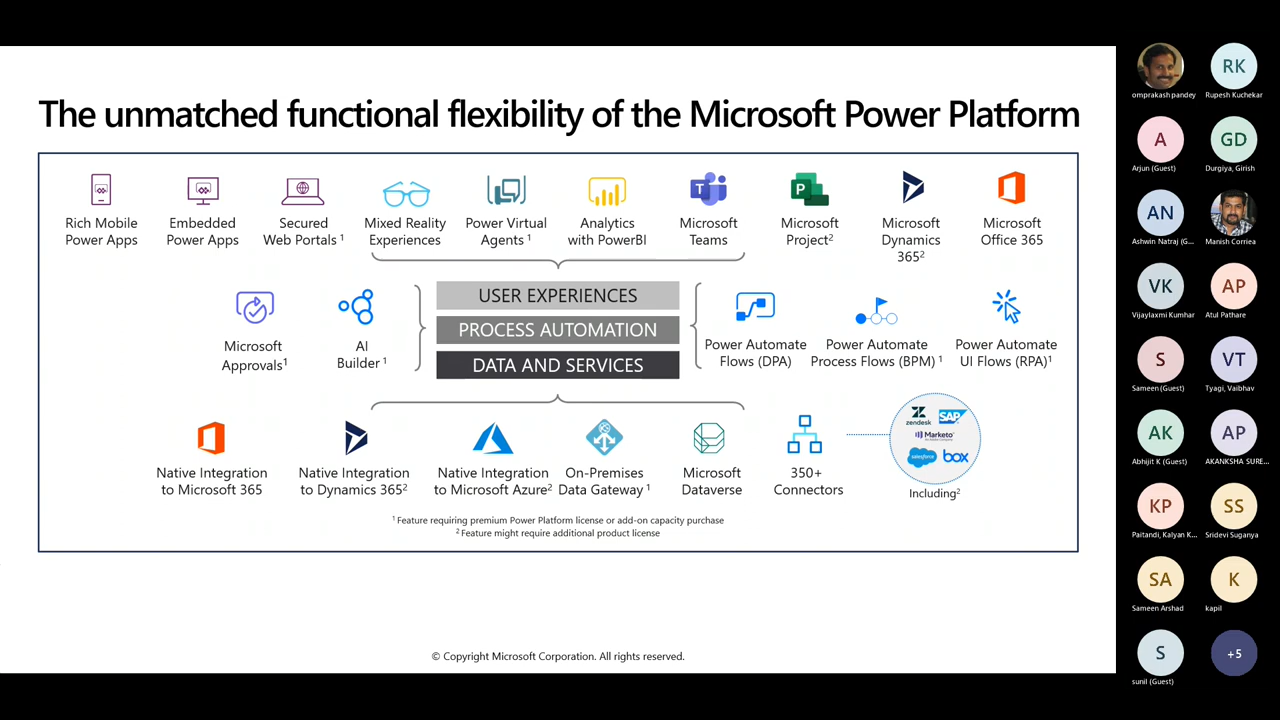 The unmatched functional flexibility of the Microsoft Power Platform
Rich Mobile
Power Apps
Embedded
Power Apps
Secured
Web Portals 1
Mixed Reality
Experiences
Power Virtual
Agents 1
Analytics
with PowerBI
Microsoft
Teams
Microsoft
Project2
Microsoft
Dynamics
3652
Microsoft
Office 365
USER EXPERIENCES
PROCESS AUTOMATION
DATA AND SERVICES
Microsoft
Approvals1
AI
Builder 1
Power Automate
Flows (DPA)
Power Automate
Process Flows (BPM) 1
Power Automate
UI Flows (RPA)1
Native Integration
to Microsoft 365
Native Integration
to Dynamics 3652
Native Integration
to Microsoft Azure2
On-Premises
Data Gateway 1
Microsoft
Dataverse
350+
Connectors
zendesk
SAP
Marketo
salesforce
box
Including2
1 Feature requiring premium Power Platform license or add-on capacity purchase
2 Feature might require additional product license
© Copyright Microsoft Corporation. All rights reserved.
omprakash pandey
RK
Rupesh Kuchekar
A
Arjun (Guest)
GD
Durgiya, Girish
AN
Ashwin Natraj (G...
Manish Corriea
VK
Vijaylaxmi Kumhar
AP
Atul Pathare
S
Sameen (Guest)
VT
Tyagi, Vaibhav
AK
Abhijit K (Guest)
AP
AKANKSHA SURE...
KP
Paitandi, Kalyan K...
SS
Sridevi Suganya
SA
Sameen Arshad
K
kapil
S
sunil (Guest)
+5